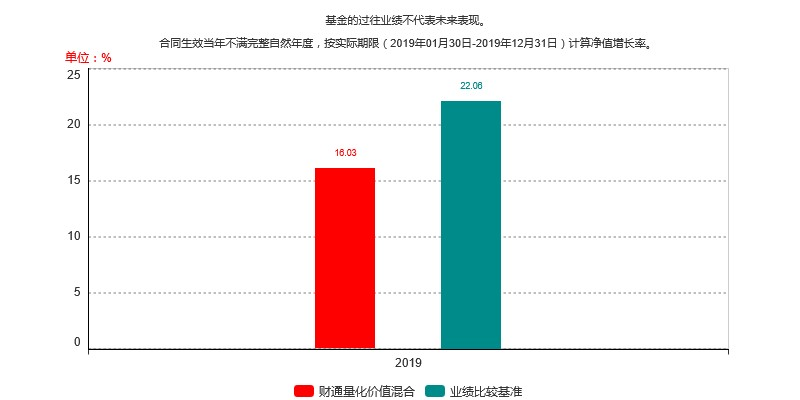 基金的过往业绩不代表未来表现。
合同生效当年不满完整自然年度，按实际期限（2019年01月30日-2019年12月31日）计算净值增长率。
单位：%
25
22.06
20
16.03
15
10
5
0
2019
财通量化价值混合 业绩比较基准